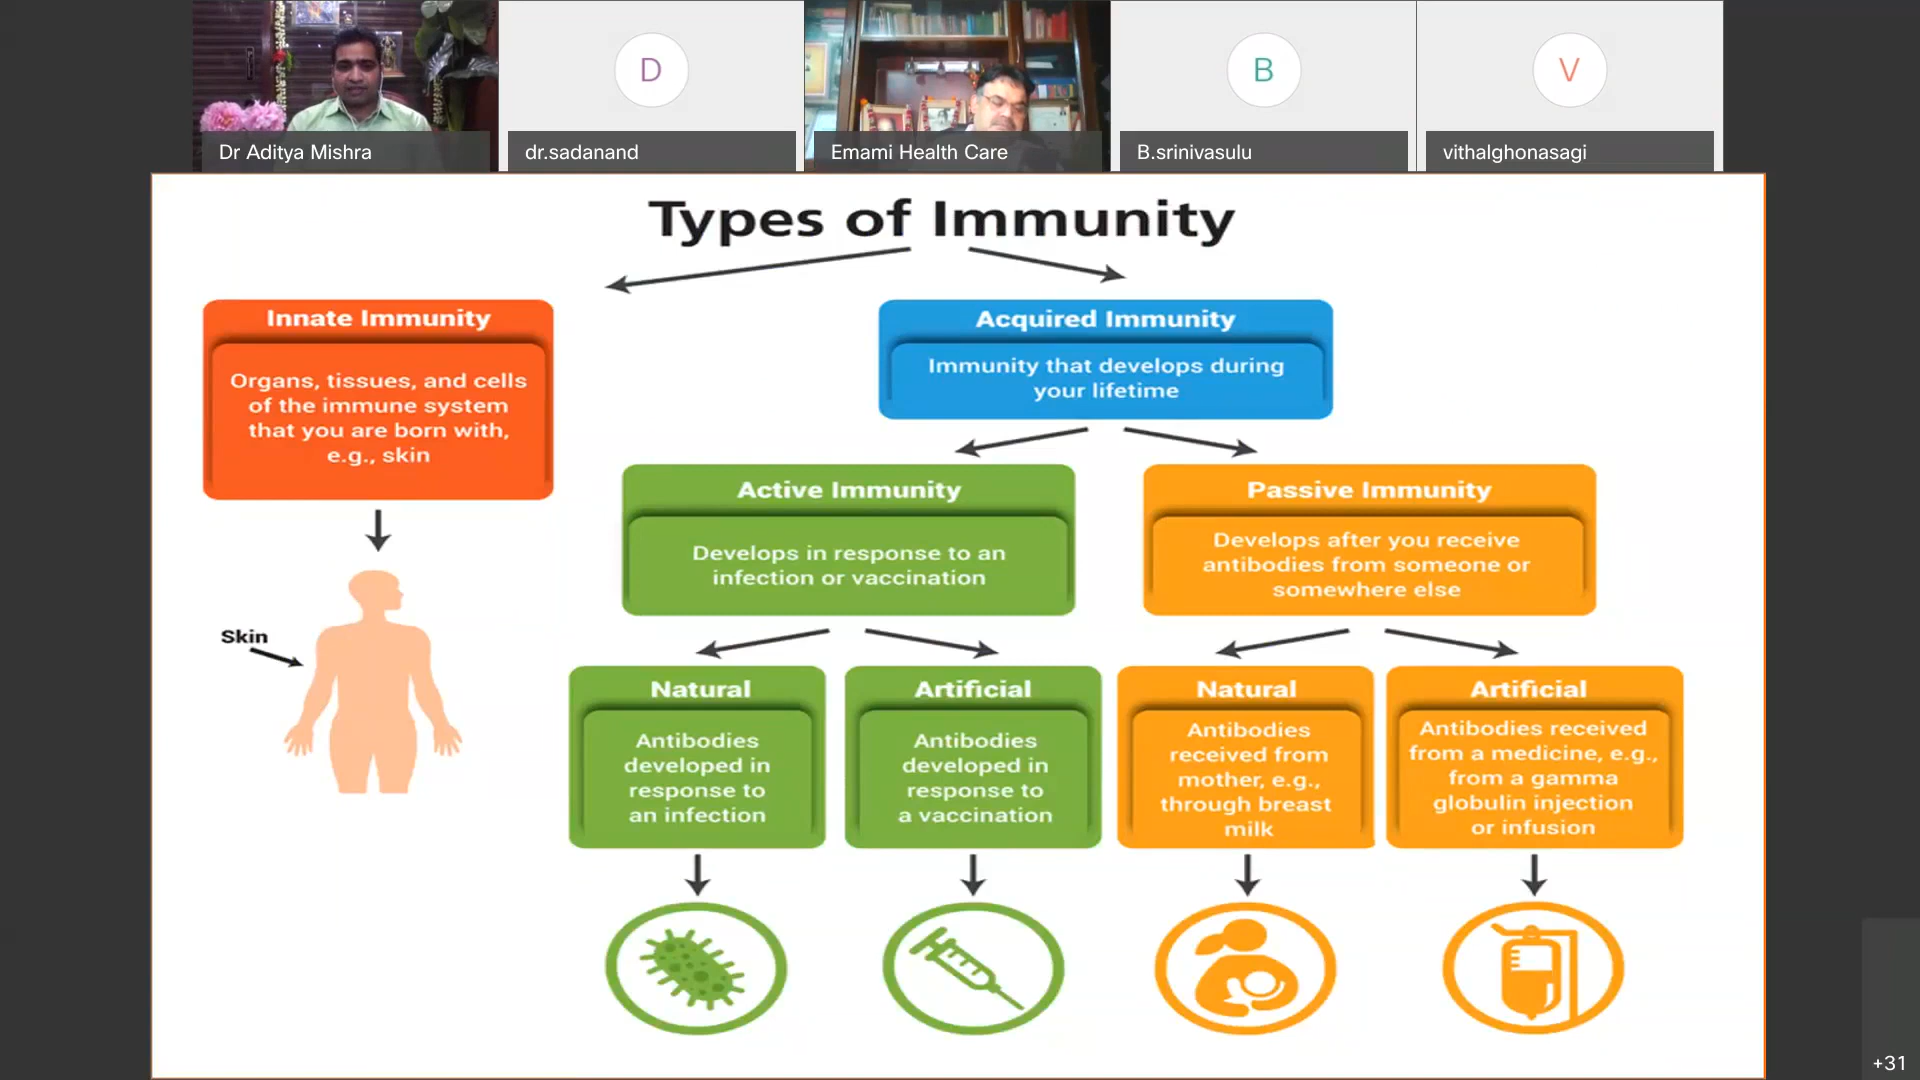 D
B
V
Dr Aditya Mishra
dr.sadanand
Emami Health Care
B.srinivasulu
vithalghonasagi
Types of Immunity
Innate Immunity
Organs, tissues, and cells
of the immune system
that you are born with,
e.g., skin
Skin
Acquired Immunity
Immunity that develops during
your lifetime
Active Immunity
Develops in response to an
infection or vaccination
Passive Immunity
Develops after you receive
antibodies from someone or
somewhere else
Natural
Antibodies
developed in
response to
an infection
Artificial
Antibodies
developed in
response to
a vaccination
Natural
Antibodies
received from
mother, e.g.,
through breast
milk
Artificial
Antibodies received
from a medicine, e.g.,
from a gamma
globulin injection
or infusion
+31